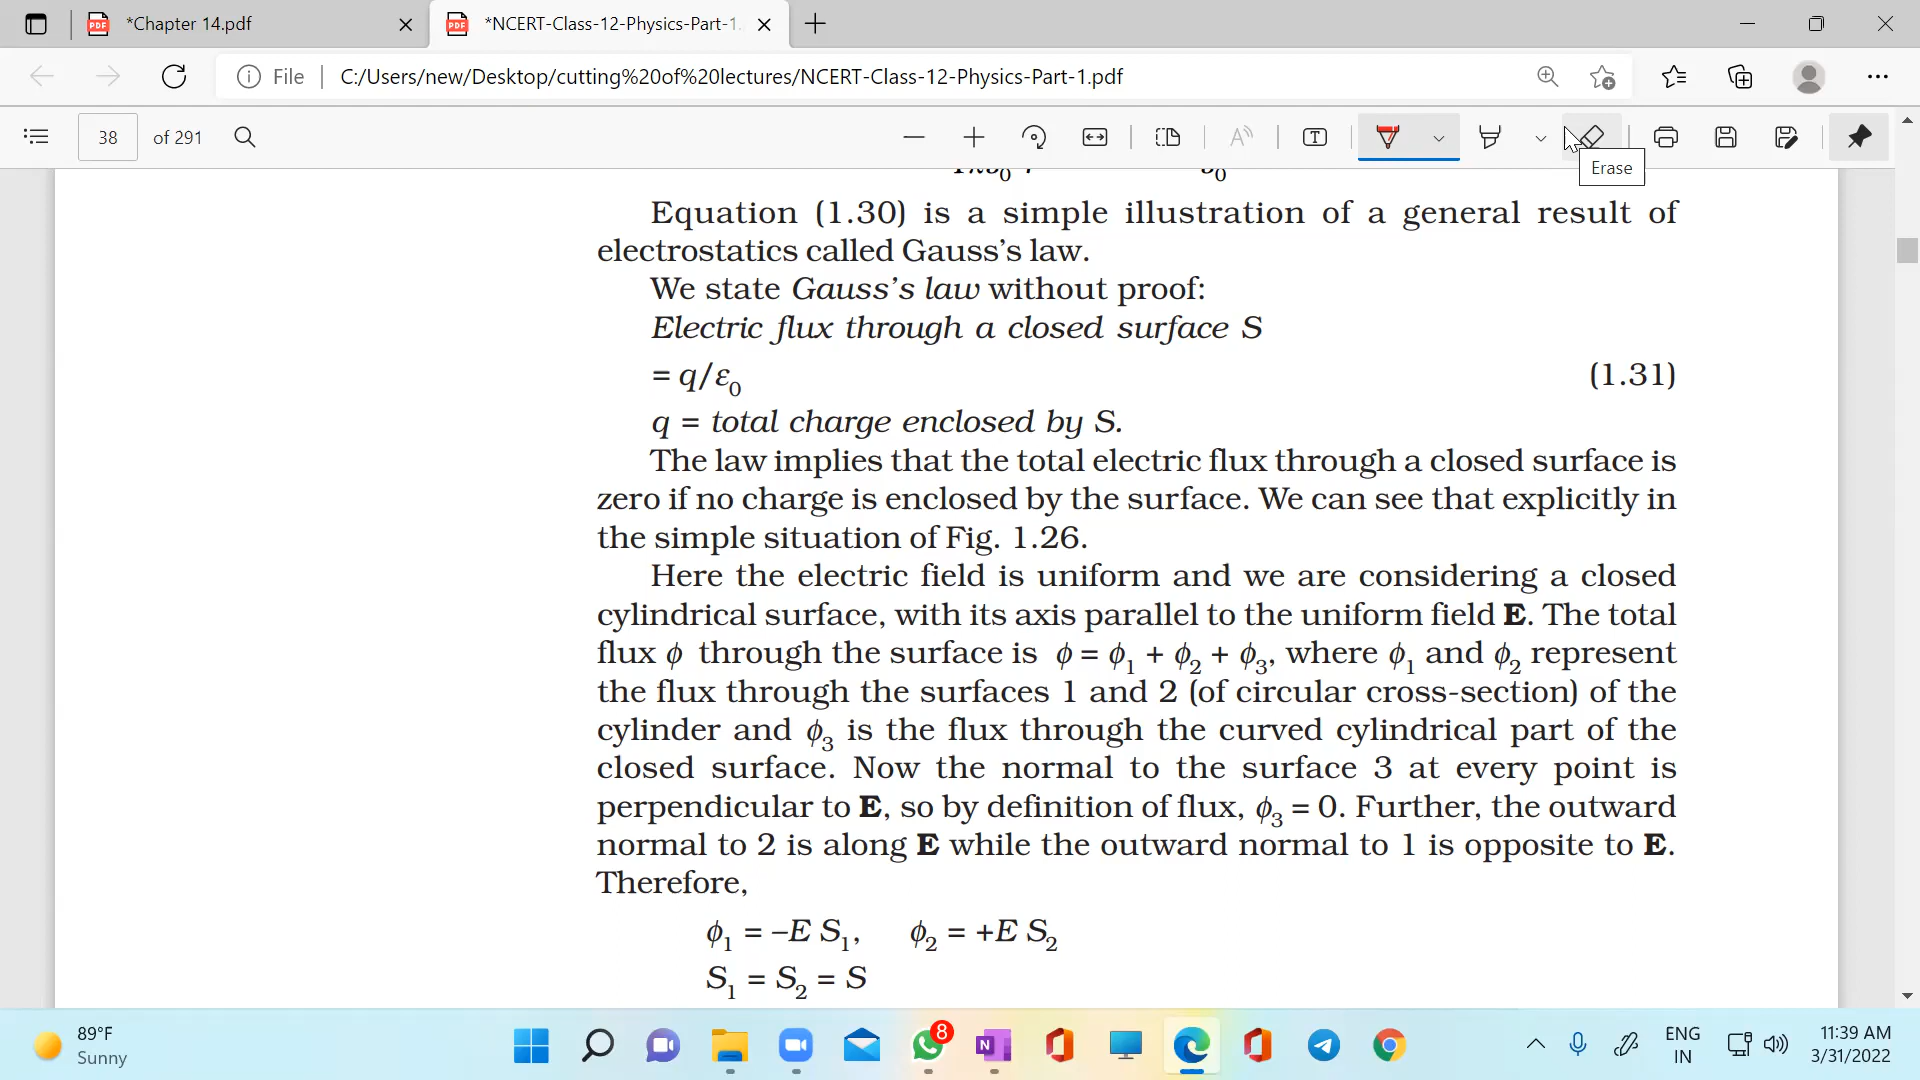 *Chapter 14.pdf
*NCERT-Class-12-Physics-Part-1.
File
C:/Users/new/Desktop/cutting%20of%20lectures/NCERT-Class-12-Physics-Part-1.pdf
38 of 291
Erase
Equation (1.30) is a simple illustration of a general result of
electrostatics called Gauss's law.
We state Gauss's law without proof:
Electric flux through a closed surface S
= q/ε₀ (1.31)
q = total charge enclosed by S.
The law implies that the total electric flux through a closed surface is
zero if no charge is enclosed by the surface. We can see that explicitly in
the simple situation of Fig. 1.26.
Here the electric field is uniform and we are considering a closed
cylindrical surface, with its axis parallel to the uniform field E. The total
flux ϕ through the surface is ϕ = ϕ₁ + ϕ₂ + ϕ₃, where ϕ₁ and ϕ₂ represent
the flux through the surfaces 1 and 2 (of circular cross-section) of the
cylinder and ϕ₃ is the flux through the curved cylindrical part of the
closed surface. Now the normal to the surface 3 at every point is
perpendicular to E, so by definition of flux, ϕ₃ = 0. Further, the outward
normal to 2 is along E while the outward normal to 1 is opposite to E.
Therefore,
ϕ₁ = –E S₁, ϕ₂ = +E S₂
S₁ = S₂ = S
89°F
Sunny
8
ENG
IN
11:39 AM
3/31/2022